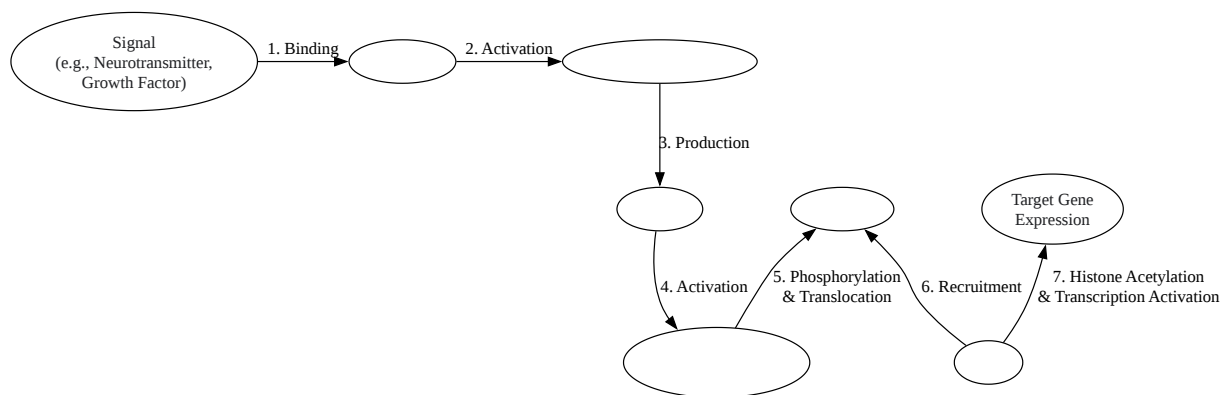 Signal
(e.g., Neurotransmitter,
Growth Factor)
1. Binding
2. Activation
3. Production
Target Gene
Expression
4. Activation
5. Phosphorylation
& Translocation
6. Recruitment
7. Histone Acetylation
& Transcription Activation